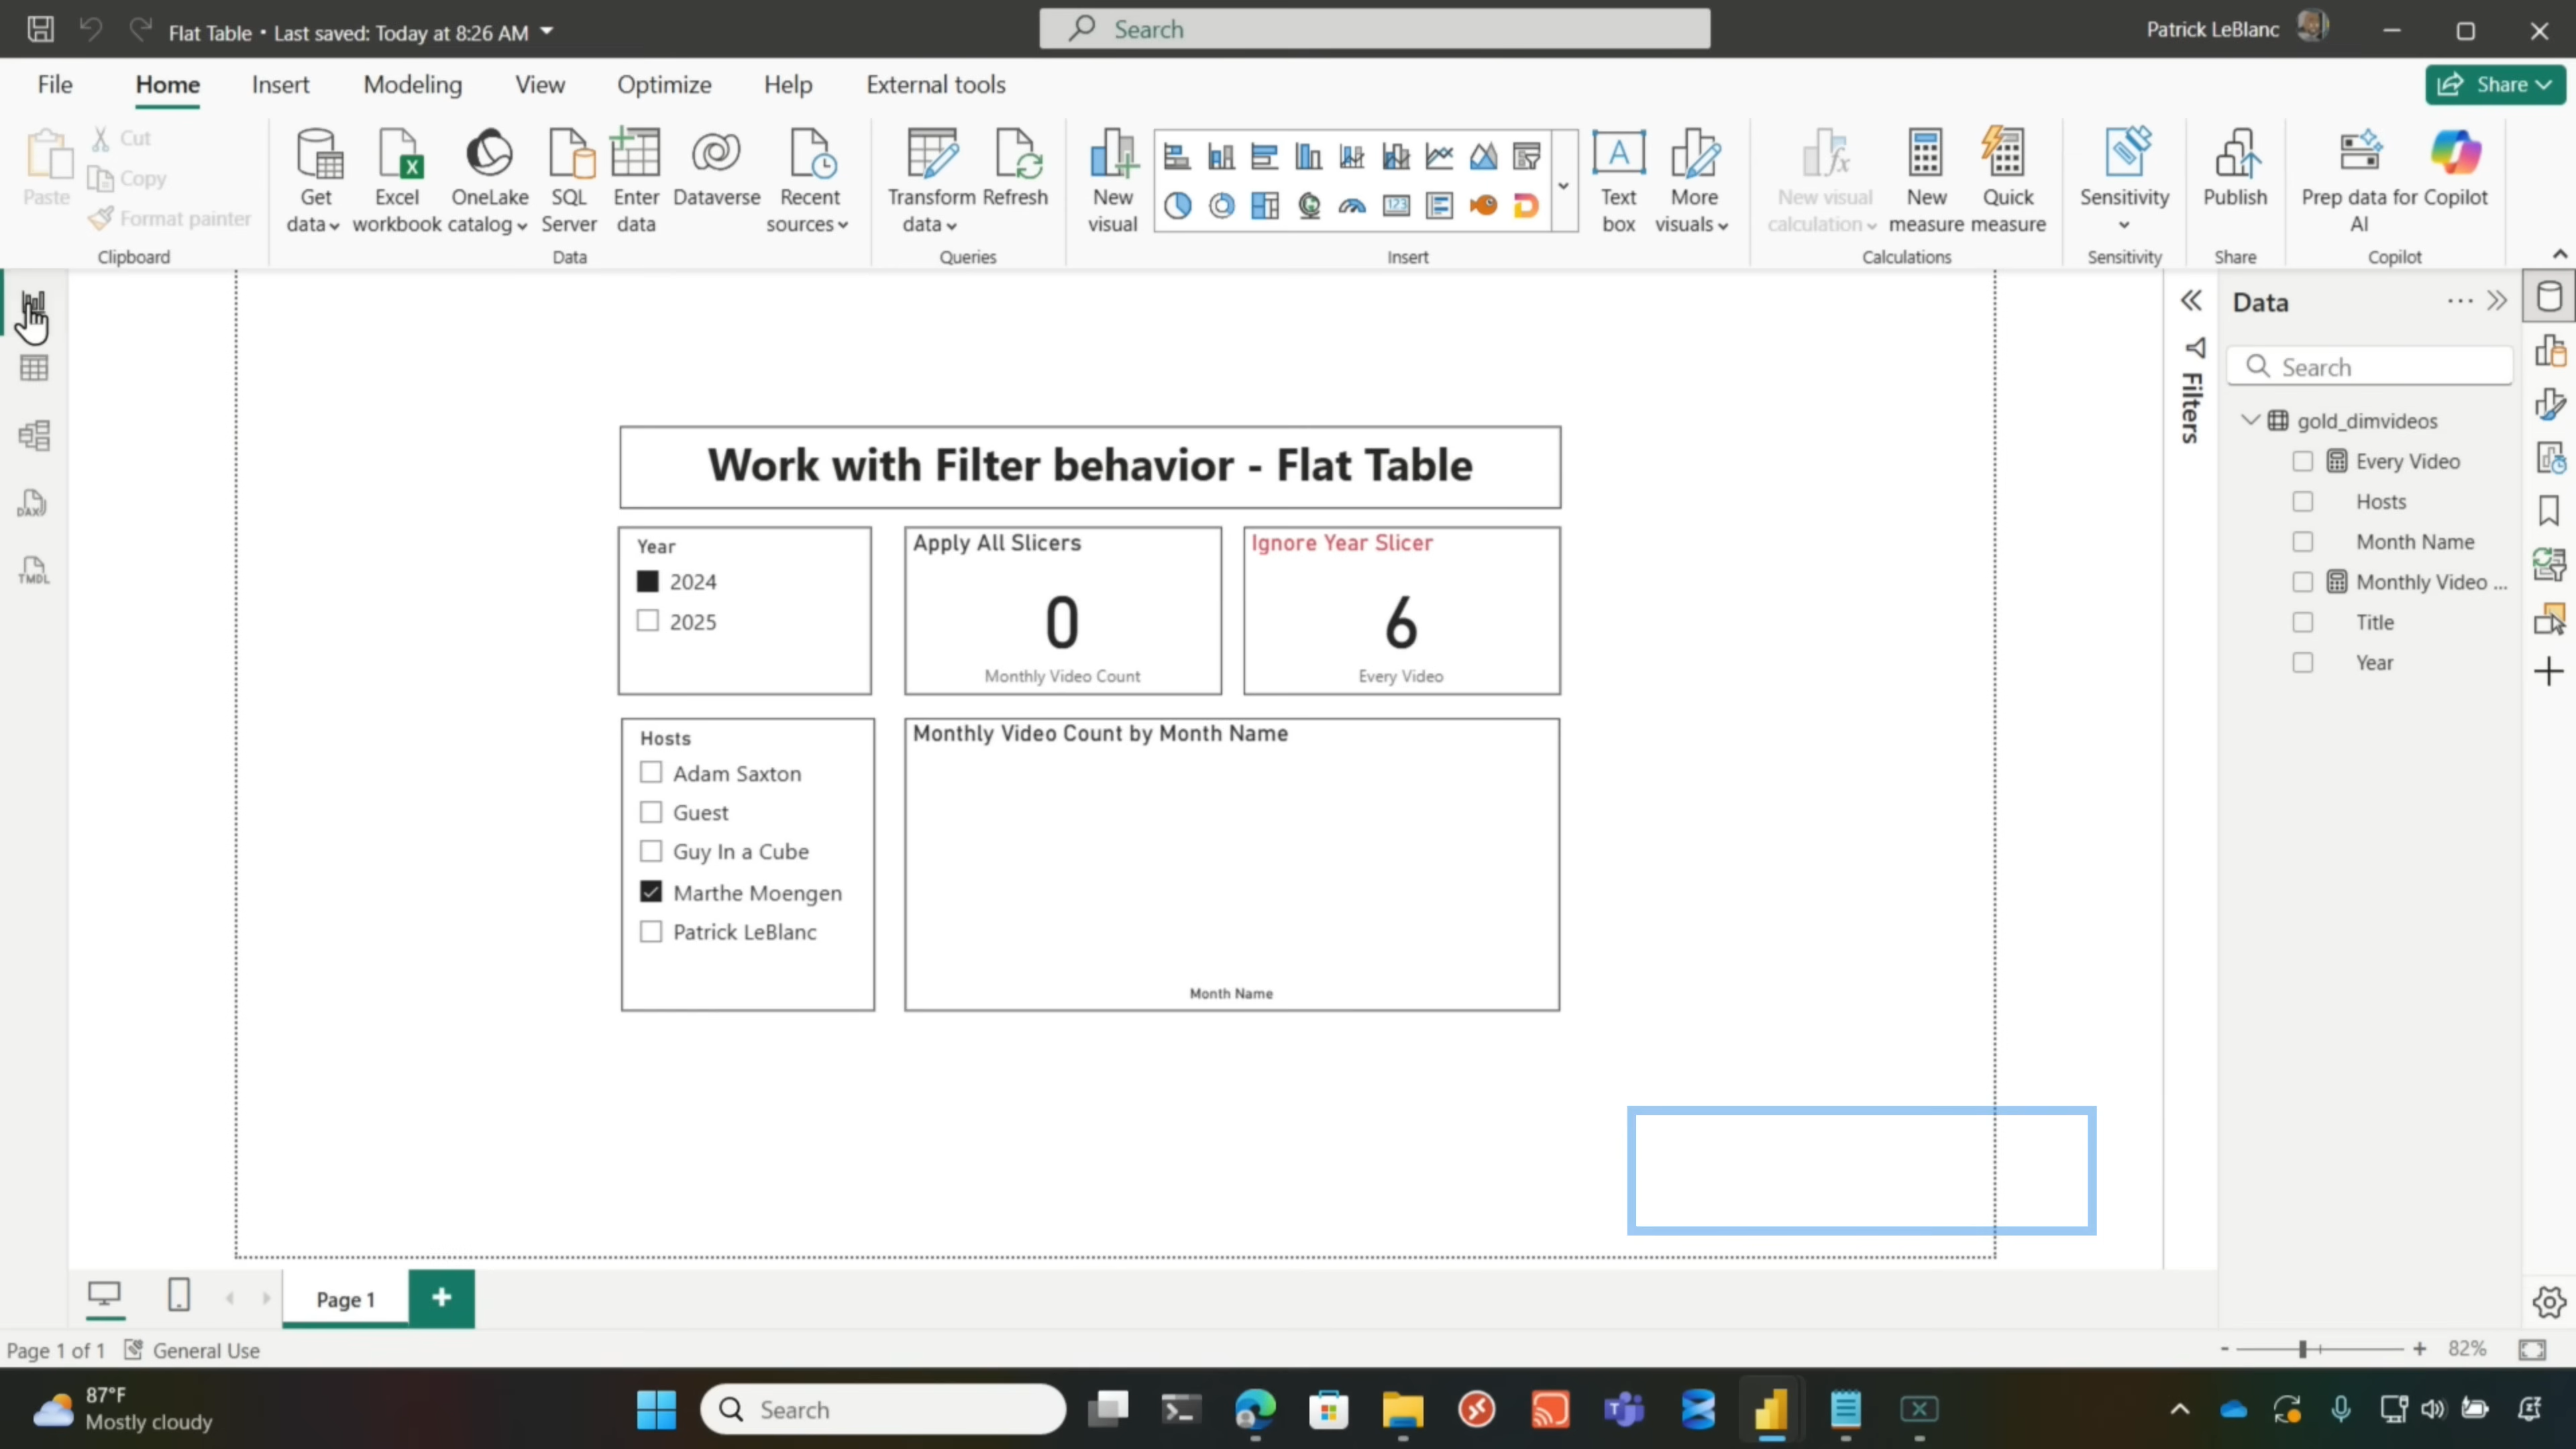 Flat Table • Last saved: Today at 8:26 AM
Search
Patrick LeBlanc
File
Home
Insert
Modeling
View
Optimize
Help
External tools
Share
Paste
Cut
Copy
Format painter
Clipboard
Get data
Excel workbook
OneLake catalog
SQL Server
Enter data
Dataverse
Recent sources
Data
Transform data
Refresh
Queries
New visual
Text box
More visuals
Insert
New visual calculation
New measure
Quick measure
Calculations
Sensitivity
Sensitivity
Publish
Share
Prep data for AI
Copilot
Copilot
DAX
TMDL
Work with Filter behavior - Flat Table
Year
2024
2025
Apply All Slicers
0
Monthly Video Count
Ignore Year Slicer
6
Every Video
Hosts
Adam Saxton
Guest
Guy In a Cube
Marthe Moengen
Patrick LeBlanc
Monthly Video Count by Month Name
Month Name
Filters
Data
Search
gold_dimvideos
Every Video
Hosts
Month Name
Monthly Video ...
Title
Year
Page 1
Page 1 of 1
General Use
82%
87°F
Mostly cloudy
Search